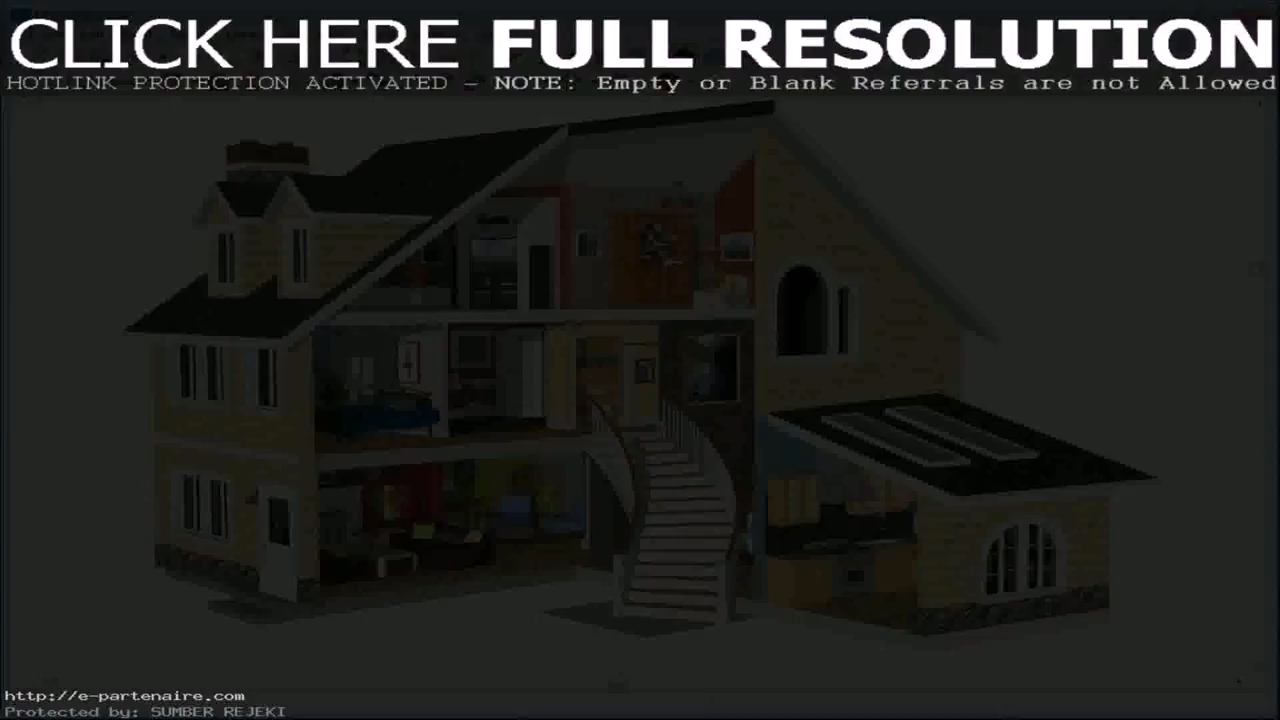 CLICK HERE FULL RESOLUTION
HOTLINK PROTECTION ACTIVATED – NOTE: Empty or Blank Referrals are not Allowed
http://e-partenaire.com
Protected by: SUMBER REJEKI